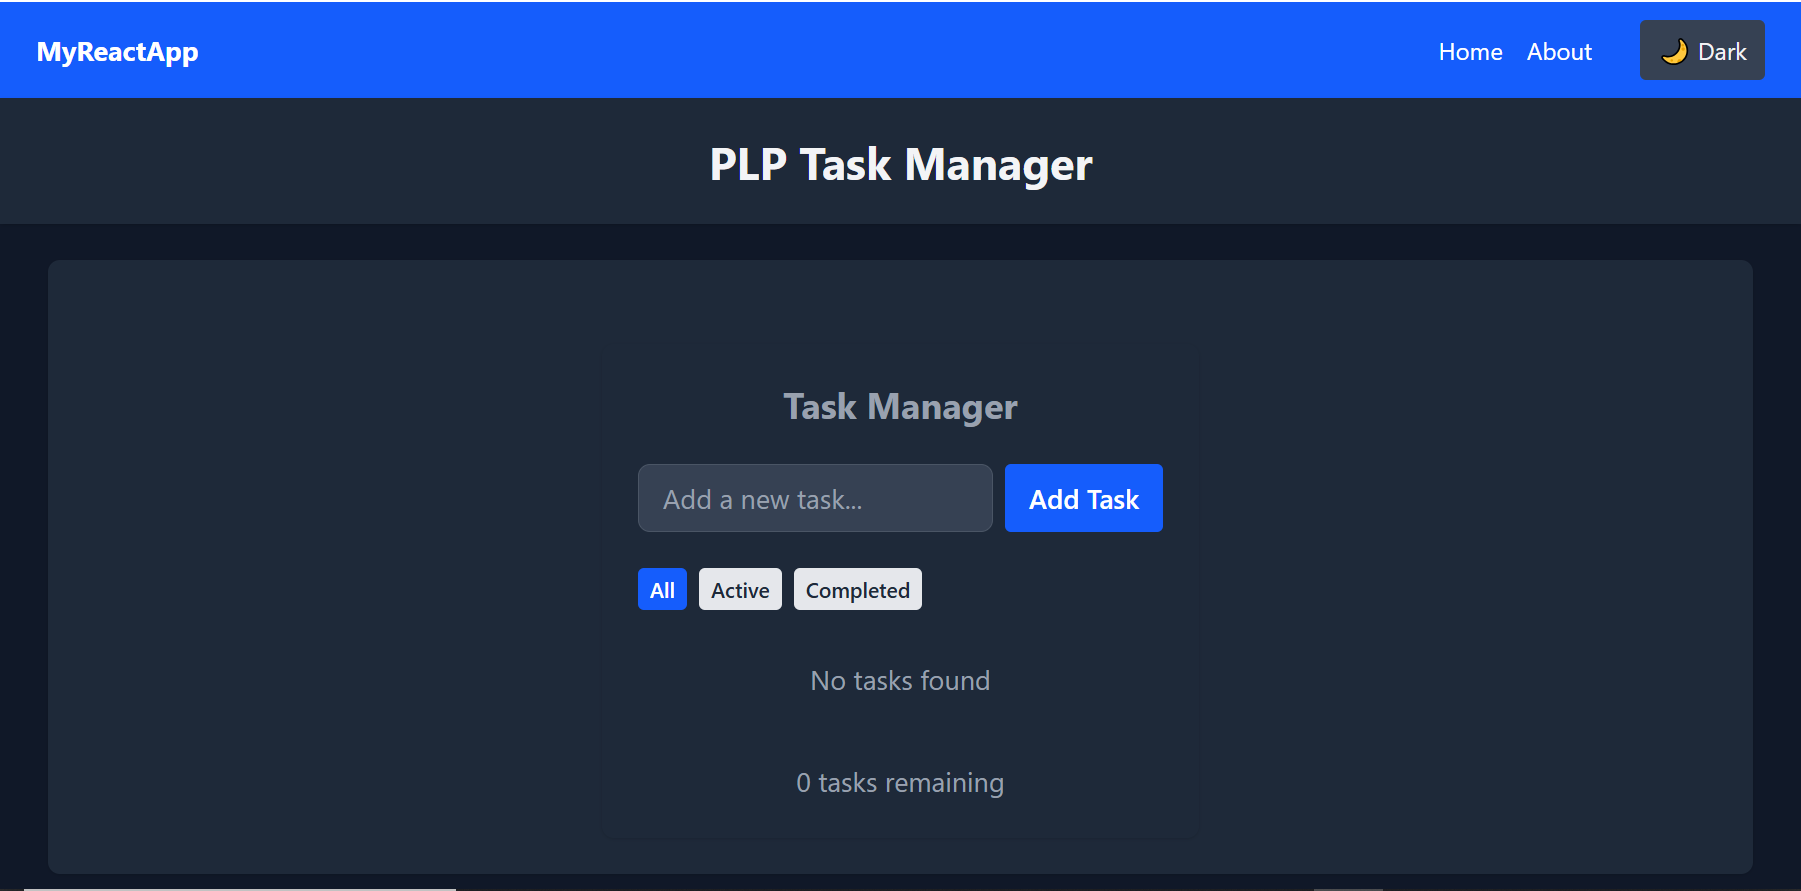 MyReactApp
Home About 🌙 Dark
PLP Task Manager
Task Manager
Add a new task...
Add Task
All Active Completed
No tasks found
0 tasks remaining